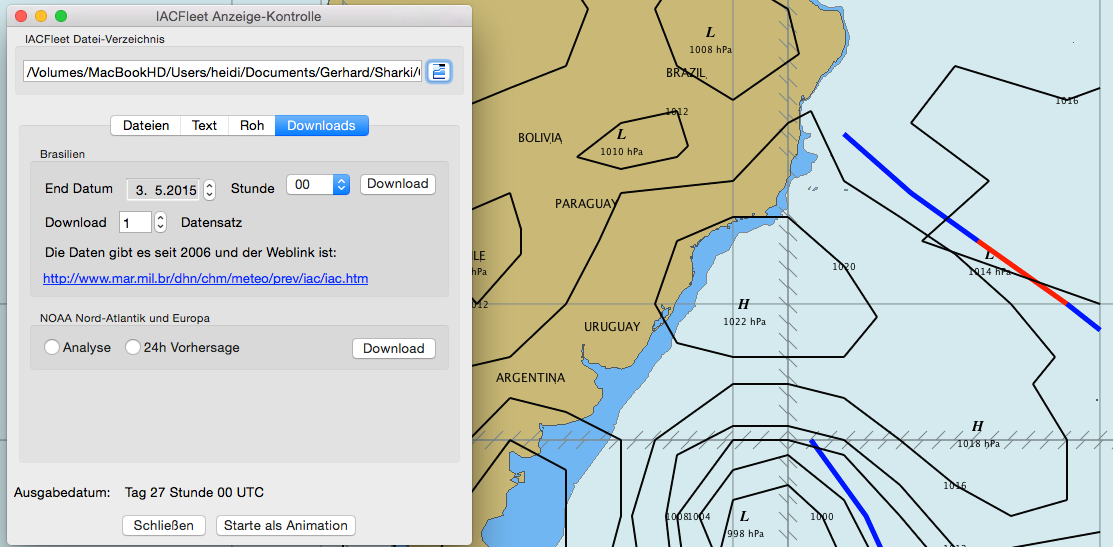 IACFleet Anzeige-Kontrolle
IACFleet Datei-Verzeichnis
/Volumes/MacBookHD/Users/heidi/Documents/Gerhard/Sharki/
Dateien Text Roh Downloads
Brasilien
End Datum 3. 5.2015 Stunde 00 Download
Download 1 Datensatz
Die Daten gibt es seit 2006 und der Weblink ist:
http://www.mar.mil.br/dhn/chm/meteo/prev/iac/iac.htm
NOAA Nord-Atlantik und Europa
Analyse 24h Vorhersage Download
Ausgabedatum: Tag 27 Stunde 00 UTC
Schließen Starte als Animation
L
1008 hPa
BRAZIL
1016
1012
BOLIVIA
L
1010 hPa
PARAGUAY
LE
hPa
L
1014 hPa
1020
012
H
1022 hPa
URUGUAY
ARGENTINA
H
1018 hPa
1016
1008
1004
L
998 hPa
1000
1012